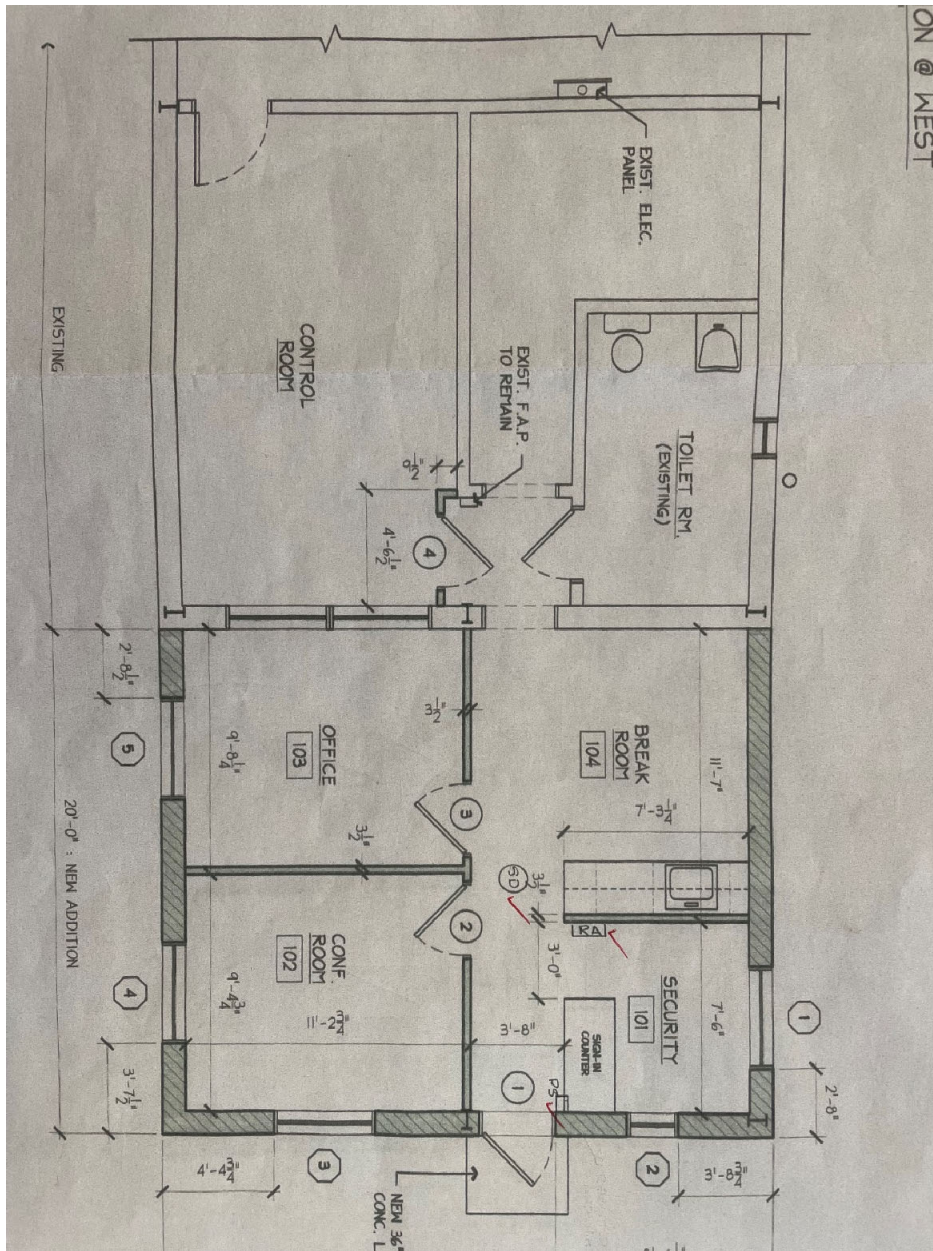 ON @ WEST
1
2'-8"
3'-8 3/4"
11'-7"
7'-6"
TOILET RM.
(EXISTING)
SECURITY
101
2
EXIST. ELEC.
PANEL
BREAK
ROOM
104
SIGN-IN
COUNTER
RA
3'-0"
PS
3 1/2"
SD
EXIST. F.A.P.
TO REMAIN
1
3'-8"
3
2
4
3 1/2"
8 1/2"
4'-6 1/2"
NEW 36"
CONC. L
3 1/2"
OFFICE
103
CONF.
ROOM
102
11'-2 3/4"
3
CONTROL
ROOM
9'-8 1/4"
9'-4 3/4"
4'-4 3/4"
2'-8 1/2"
5
4
3'-7 1/2"
EXISTING
20'-0" : NEW ADDITION